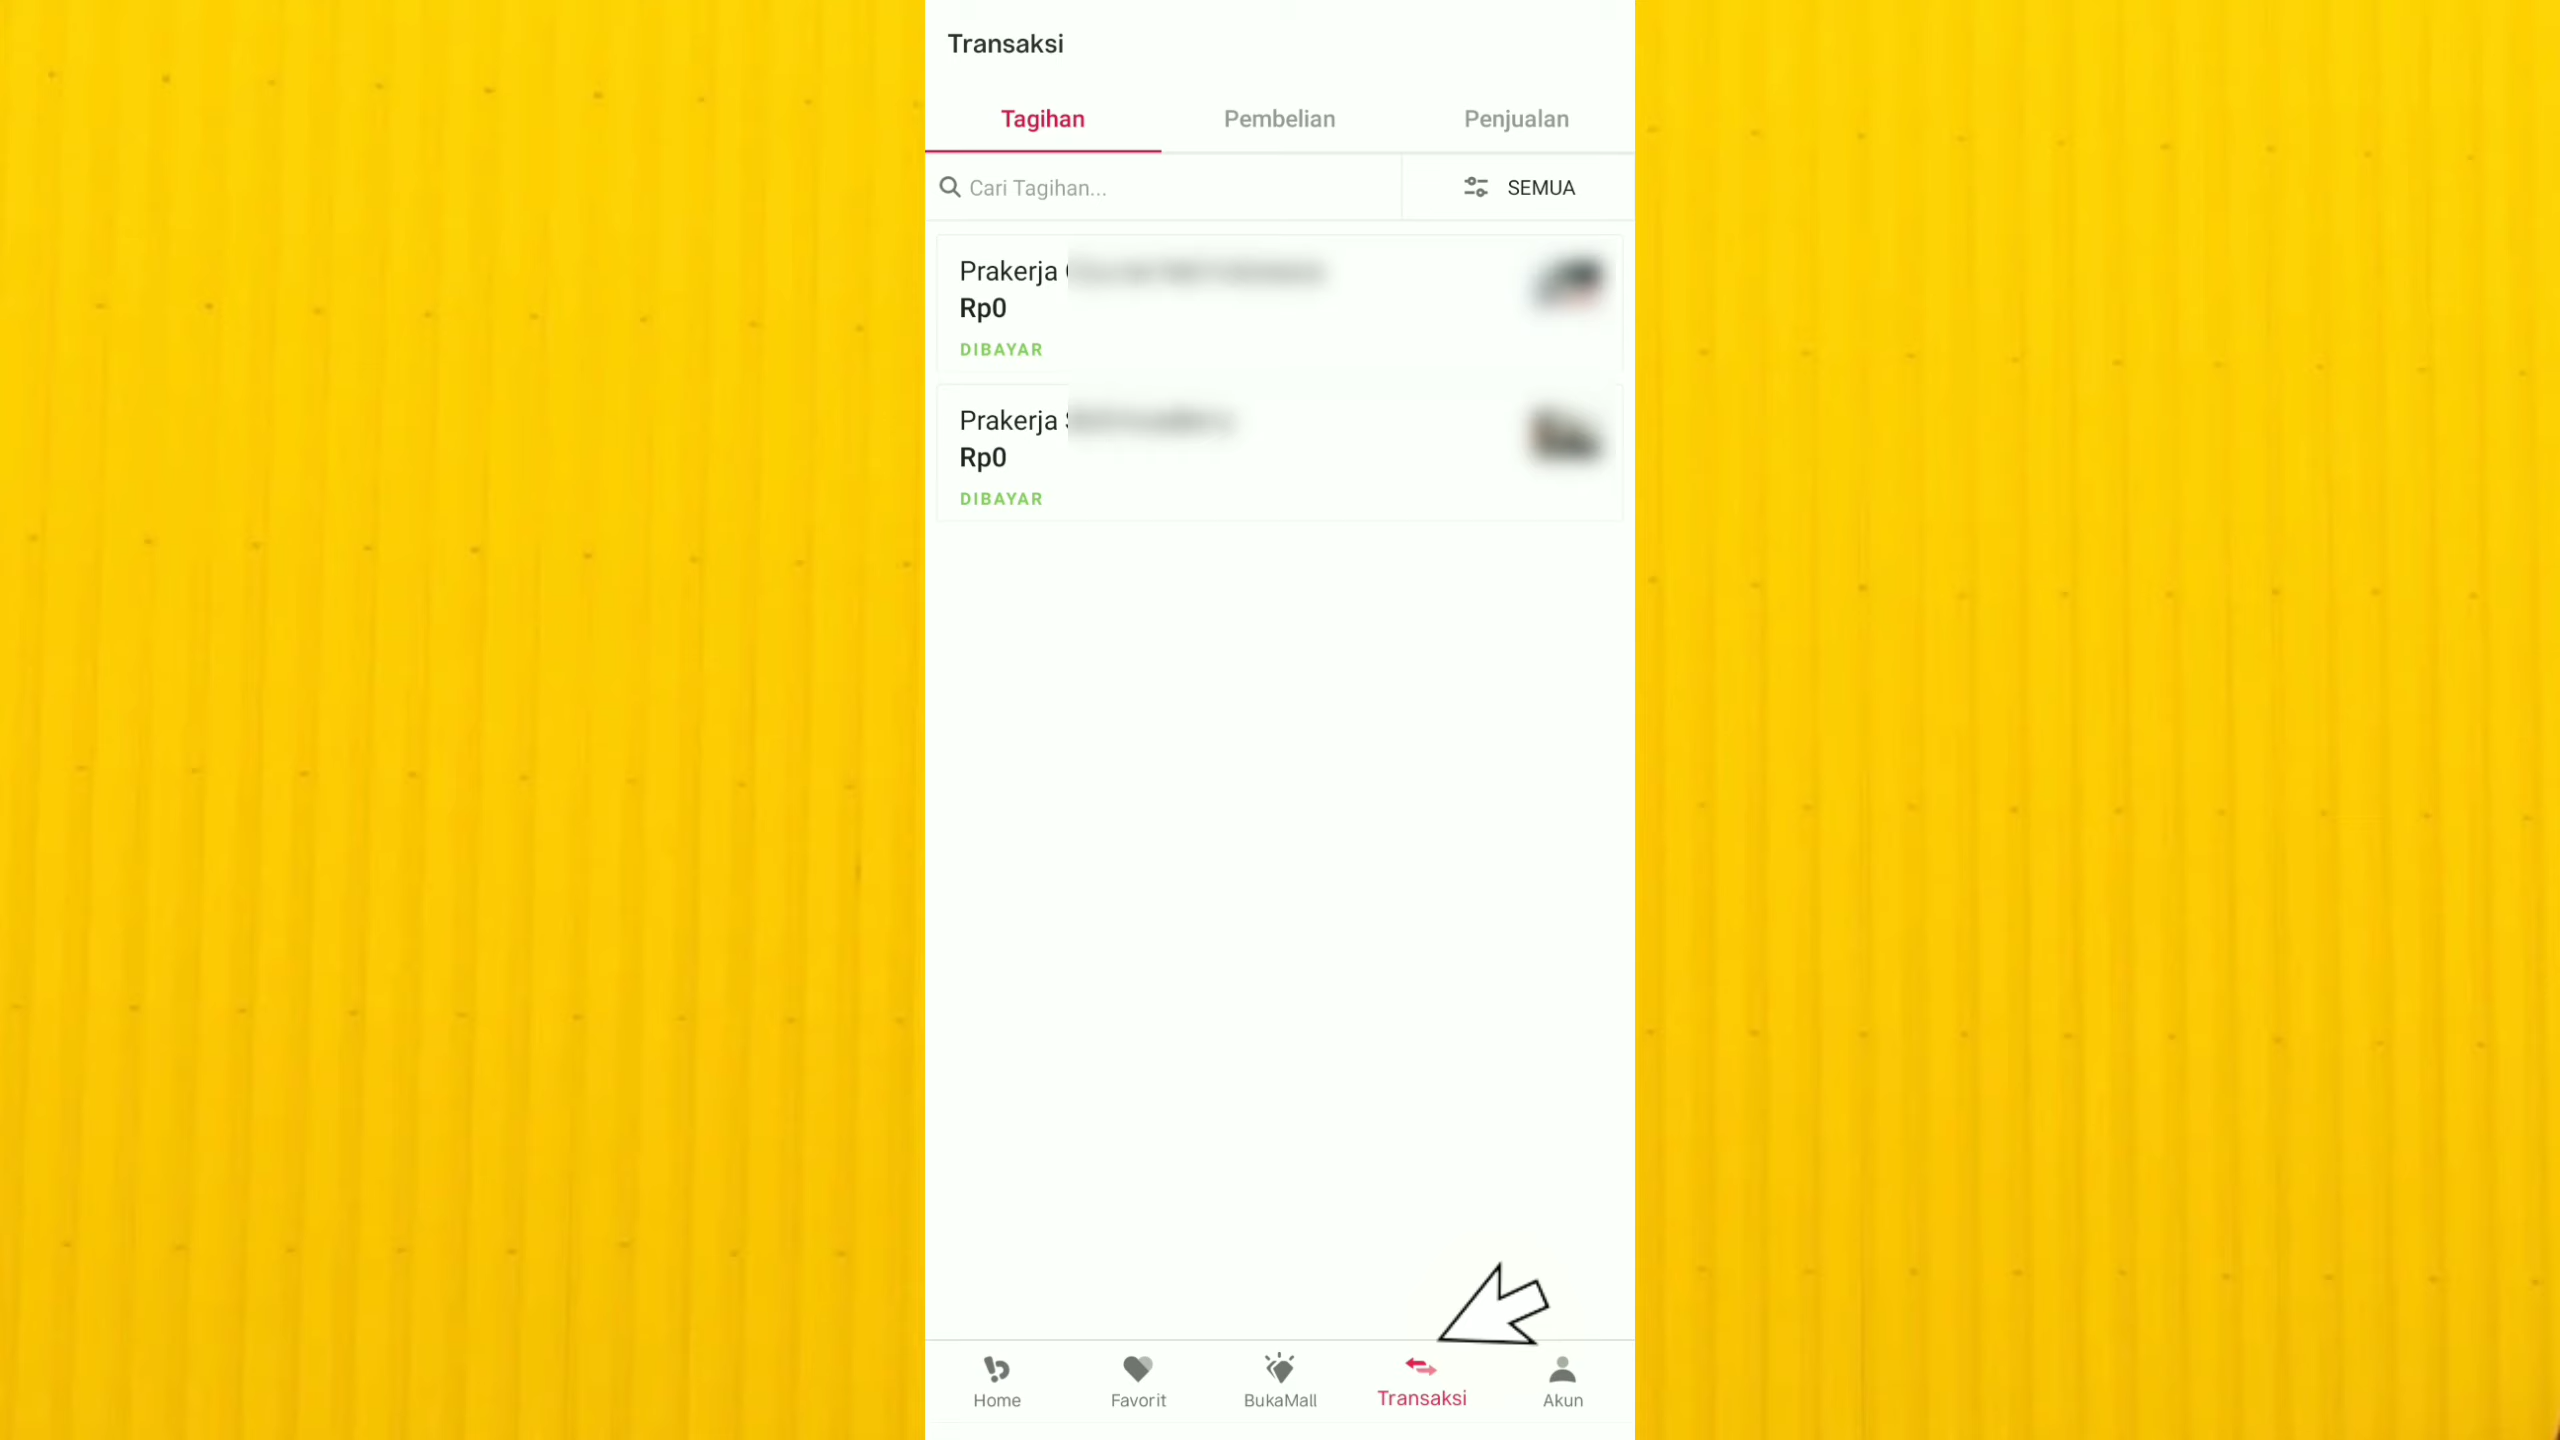 Transaksi
Tagihan Pembelian Penjualan
Cari Tagihan... SEMUA
Prakerja
Rp0
DIBAYAR
Prakerja
Rp0
DIBAYAR
Home Favorit BukaMall Transaksi Akun